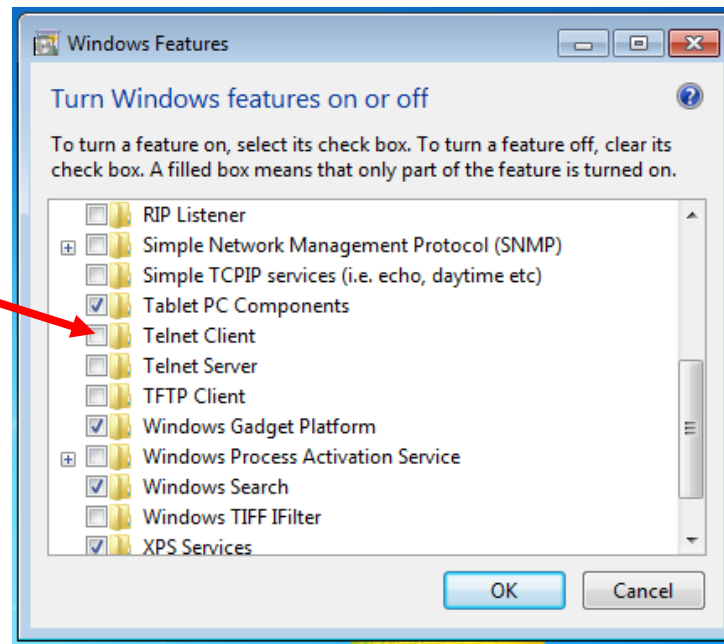 Windows Features
Turn Windows features on or off
To turn a feature on, select its check box. To turn a feature off, clear its
check box. A filled box means that only part of the feature is turned on.
RIP Listener
Simple Network Management Protocol (SNMP)
Simple TCPIP services (i.e. echo, daytime etc)
Tablet PC Components
Telnet Client
Telnet Server
TFTP Client
Windows Gadget Platform
Windows Process Activation Service
Windows Search
Windows TIFF IFilter
XPS Services
OK Cancel